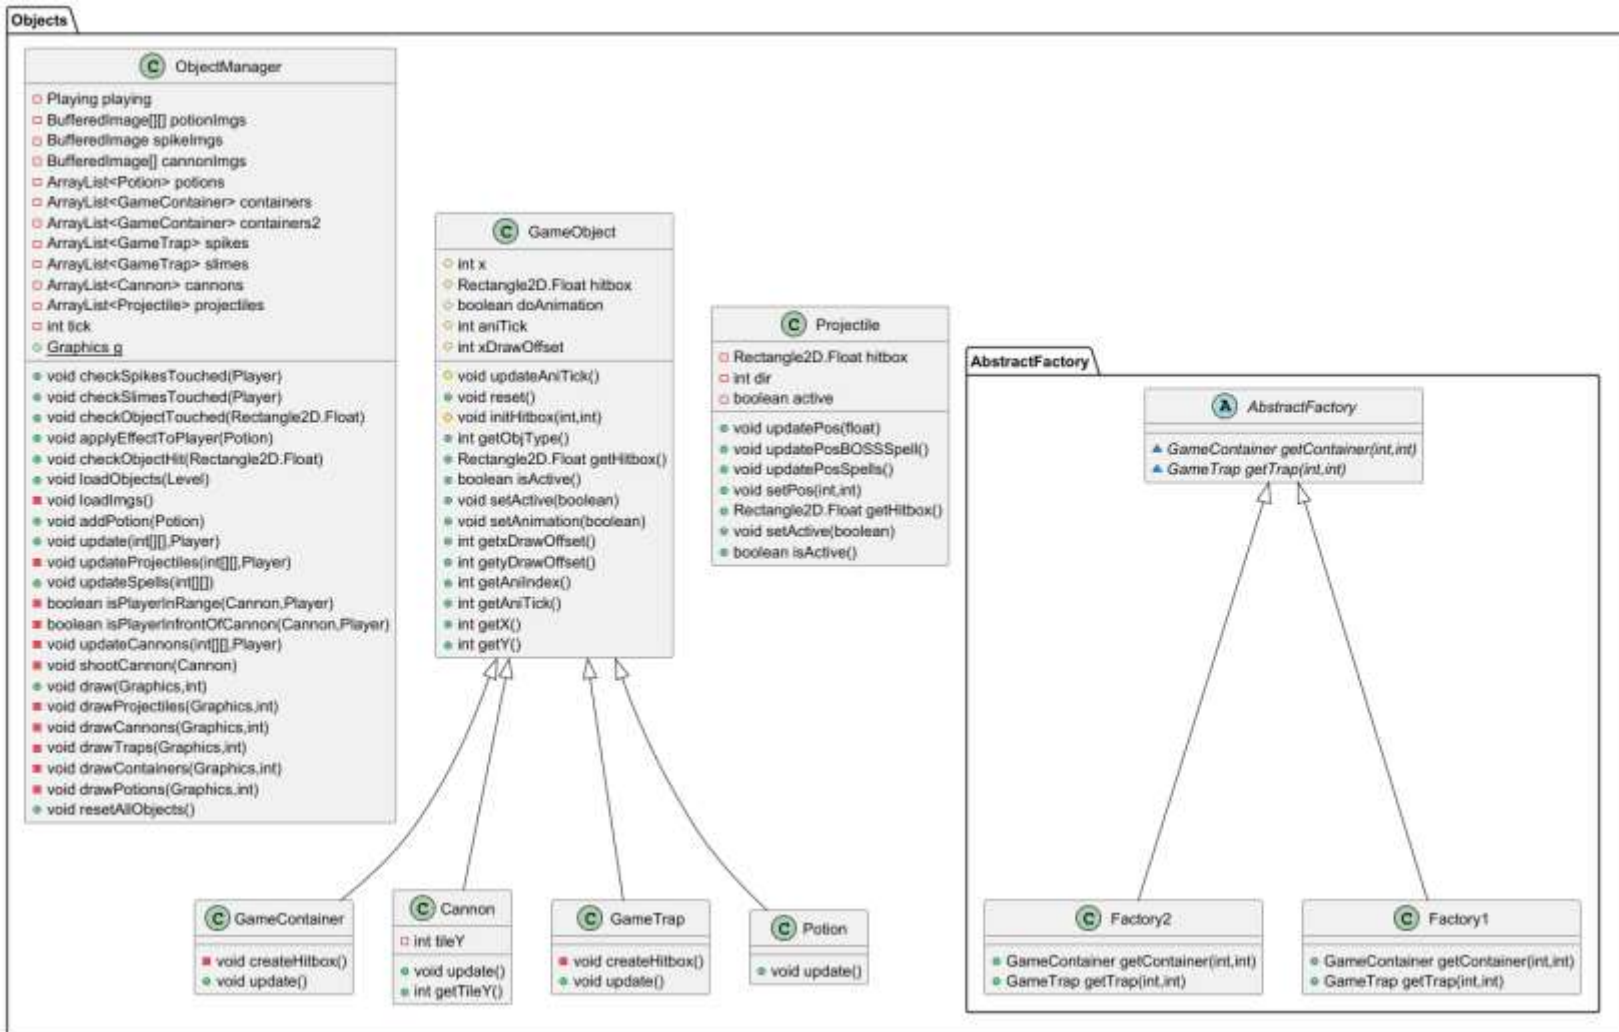 Objects
C ObjectManager
Playing playing
BufferedImage[][] potionImgs
BufferedImage spikeImgs
BufferedImage[] cannonImgs
ArrayList<Potion> potions
ArrayList<GameContainer> containers
ArrayList<GameContainer> containers2
ArrayList<GameTrap> spikes
ArrayList<GameTrap> slimes
ArrayList<Cannon> cannons
ArrayList<Projectile> projectiles
int tick
Graphics g
void checkSpikesTouched(Player)
void checkSlimesTouched(Player)
void checkObjectTouched(Rectangle2D.Float)
void applyEffectToPlayer(Potion)
void checkObjectHit(Rectangle2D.Float)
void loadObjects(Level)
void loadImgs()
void addPotion(Potion)
void update(int[][],Player)
void updateProjectiles(int[][],Player)
void updateSpells(int[][])
boolean isPlayerInRange(Cannon,Player)
boolean isPlayerInfrontOfCannon(Cannon,Player)
void updateCannons(int[][],Player)
void shootCannon(Cannon)
void draw(Graphics,int)
void drawProjectiles(Graphics,int)
void drawCannons(Graphics,int)
void drawTraps(Graphics,int)
void drawContainers(Graphics,int)
void drawPotions(Graphics,int)
void resetAllObjects()
C GameObject
int x
Rectangle2D.Float hitbox
boolean doAnimation
int aniTick
int xDrawOffset
void updateAniTick()
void reset()
void initHitbox(int,int)
int getObjType()
Rectangle2D.Float getHitbox()
boolean isActive()
void setActive(boolean)
void setAnimation(boolean)
int getxDrawOffset()
int getyDrawOffset()
int getAniIndex()
int getAniTick()
int getX()
int getY()
C Projectile
Rectangle2D.Float hitbox
int dir
boolean active
void updatePos(float)
void updatePosBOSSSpell()
void updatePosSpells()
void setPos(int,int)
Rectangle2D.Float getHitbox()
void setActive(boolean)
boolean isActive()
AbstractFactory
A AbstractFactory
GameContainer getContainer(int,int)
GameTrap getTrap(int,int)
C GameContainer
void createHitbox()
void update()
C Cannon
int tileY
void update()
int getTileY()
C GameTrap
void createHitbox()
void update()
C Potion
void update()
C Factory2
GameContainer getContainer(int,int)
GameTrap getTrap(int,int)
C Factory1
GameContainer getContainer(int,int)
GameTrap getTrap(int,int)